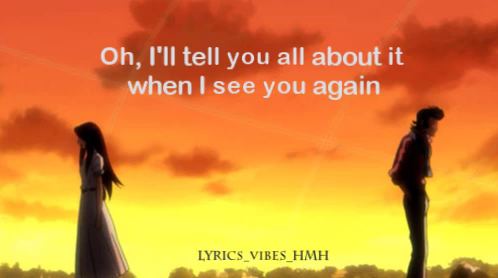 Oh, I'll tell you all about it
when I see you again
LYRICS_VIBES_HMH